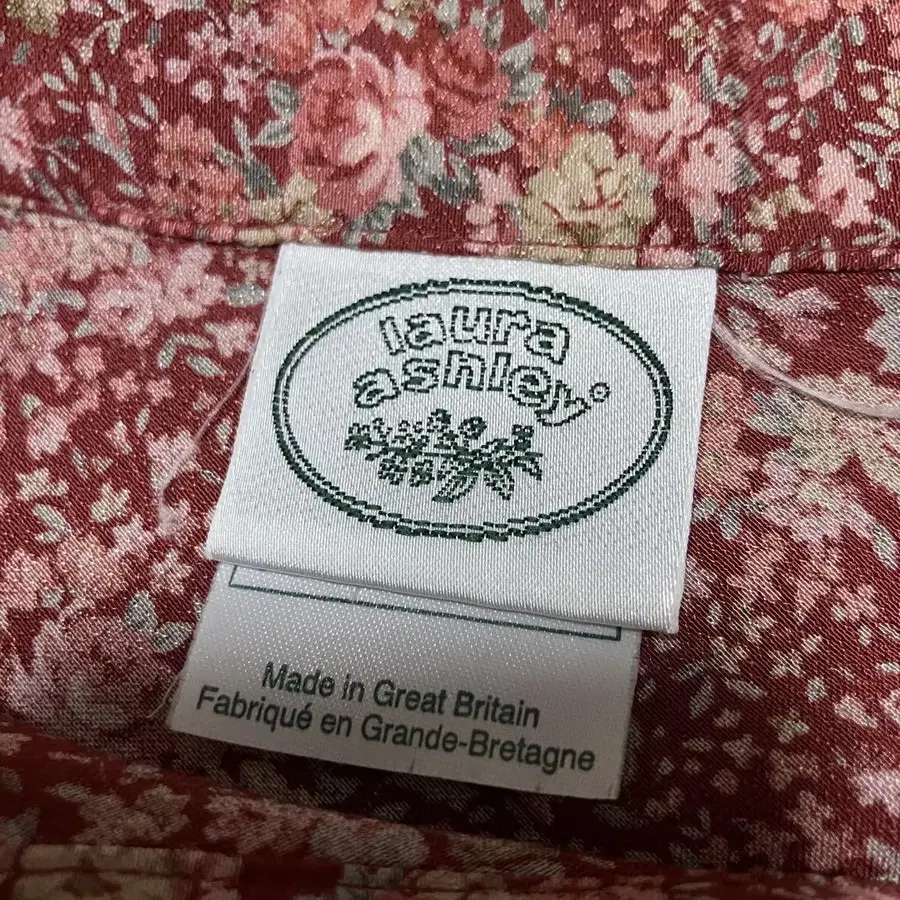 laura
ashley®
Made in Great Britain
Fabriqué en Grande-Bretagne